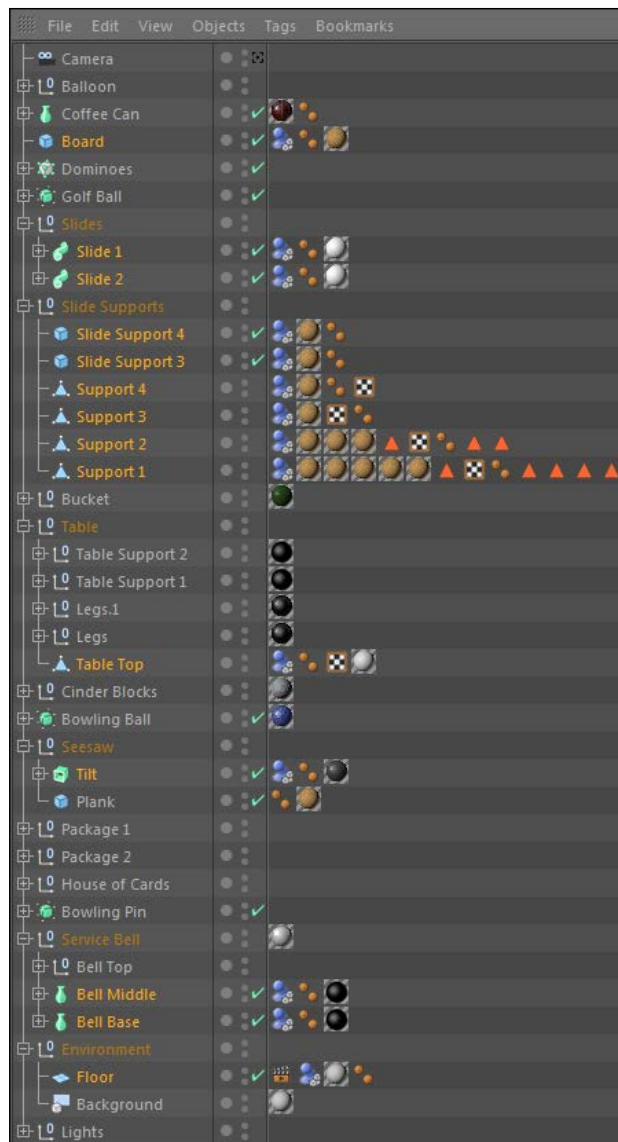 File Edit View Objects Tags Bookmarks
Camera
Balloon
Coffee Can
Board
Dominoes
Golf Ball
Slides
Slide 1
Slide 2
Slide Supports
Slide Support 4
Slide Support 3
Support 4
Support 3
Support 2
Support 1
Bucket
Table
Table Support 2
Table Support 1
Legs.1
Legs
Table Top
Cinder Blocks
Bowling Ball
Seesaw
Tilt
Plank
Package 1
Package 2
House of Cards
Bowling Pin
Service Bell
Bell Top
Bell Middle
Bell Base
Environment
Floor
Background
Lights